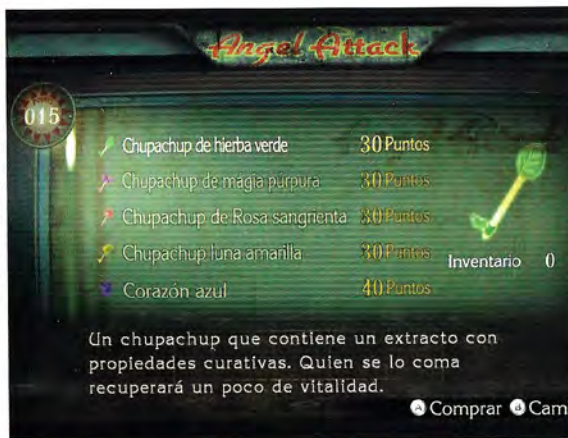 Angel Attack
015
Chupachup de hierba verde 30 Puntos
Chupachup de magia púrpura 30 Puntos
Chupachup de Rosa sangrienta 30 Puntos
Chupachup luna amarilla 30 Puntos
Corazón azul 40 Puntos
Inventario 0
Un chupachup que contiene un extracto con
propiedades curativas. Quien se lo coma
recuperará un poco de vitalidad.
A Comprar B Cam